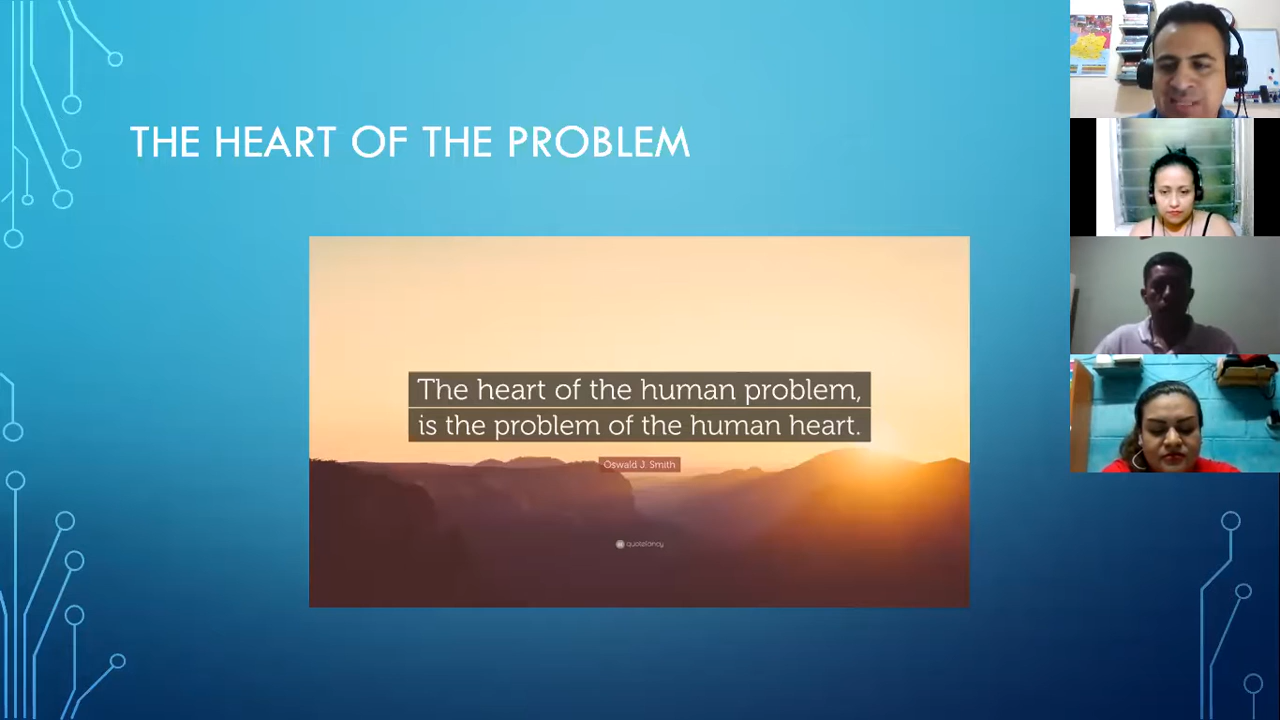 THE HEART OF THE PROBLEM
The heart of the human problem,
is the problem of the human heart.
Oswald J. Smith
quotefancy